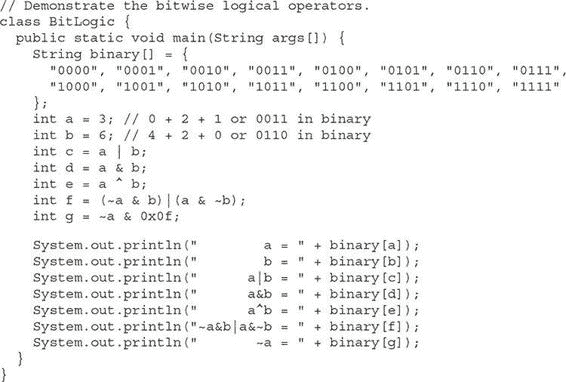 // Demonstrate the bitwise logical operators.
class BitLogic {
  public static void main(String args[]) {
    String binary[] = {
      "0000", "0001", "0010", "0011", "0100", "0101", "0110", "0111",
      "1000", "1001", "1010", "1011", "1100", "1101", "1110", "1111"
    };
    int a = 3; // 0 + 2 + 1 or 0011 in binary
    int b = 6; // 4 + 2 + 0 or 0110 in binary
    int c = a | b;
    int d = a & b;
    int e = a ^ b;
    int f = (~a & b)|(a & ~b);
    int g = ~a & 0x0f;

    System.out.println("        a = " + binary[a]);
    System.out.println("        b = " + binary[b]);
    System.out.println("      a|b = " + binary[c]);
    System.out.println("      a&b = " + binary[d]);
    System.out.println("      a^b = " + binary[e]);
    System.out.println("~a&b|a&~b = " + binary[f]);
    System.out.println("       ~a = " + binary[g]);
  }
}